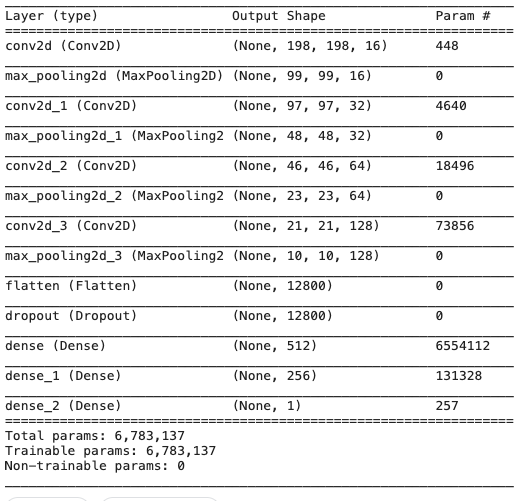 Layer (type) Output Shape Param #
conv2d (Conv2D) (None, 198, 198, 16) 448
max_pooling2d (MaxPooling2D) (None, 99, 99, 16) 0
conv2d_1 (Conv2D) (None, 97, 97, 32) 4640
max_pooling2d_1 (MaxPooling2 (None, 48, 48, 32) 0
conv2d_2 (Conv2D) (None, 46, 46, 64) 18496
max_pooling2d_2 (MaxPooling2 (None, 23, 23, 64) 0
conv2d_3 (Conv2D) (None, 21, 21, 128) 73856
max_pooling2d_3 (MaxPooling2 (None, 10, 10, 128) 0
flatten (Flatten) (None, 12800) 0
dropout (Dropout) (None, 12800) 0
dense (Dense) (None, 512) 6554112
dense_1 (Dense) (None, 256) 131328
dense_2 (Dense) (None, 1) 257
Total params: 6,783,137
Trainable params: 6,783,137
Non-trainable params: 0